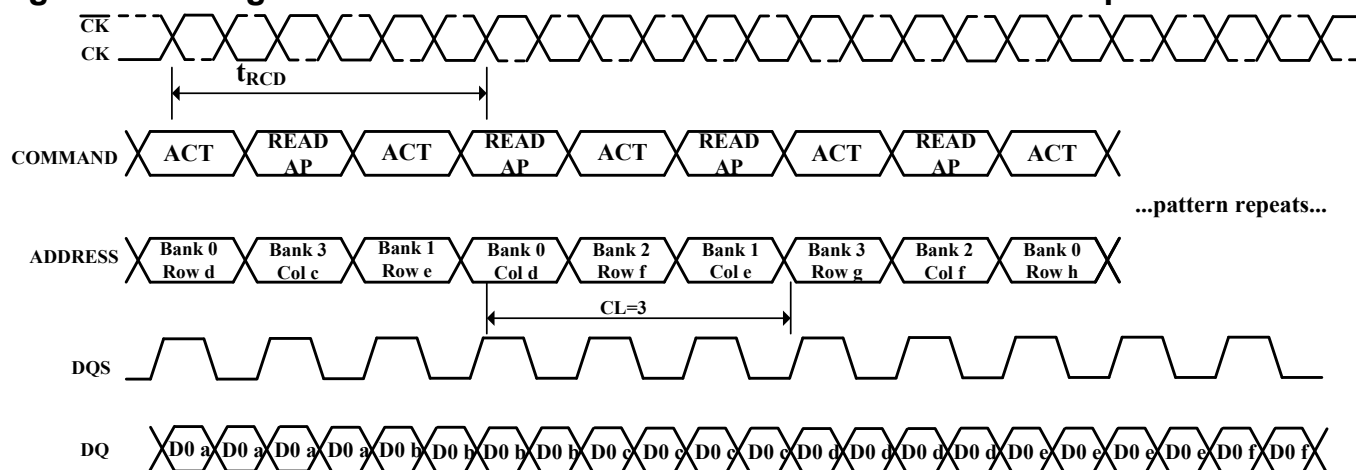 CK
CK
tRCD
COMMAND ACT READ AP ACT READ AP ACT READ AP ACT READ AP ACT
...pattern repeats...
ADDRESS Bank 0 Row d Bank 3 Col c Bank 1 Row e Bank 0 Col d Bank 2 Row f Bank 1 Col e Bank 3 Row g Bank 2 Col f Bank 0 Row h
CL=3
DQS
DQ D0 a D0 a D0 a D0 a D0 b D0 b D0 b D0 b D0 c D0 c D0 c D0 c D0 d D0 d D0 d D0 d D0 e D0 e D0 e D0 e D0 f D0 f